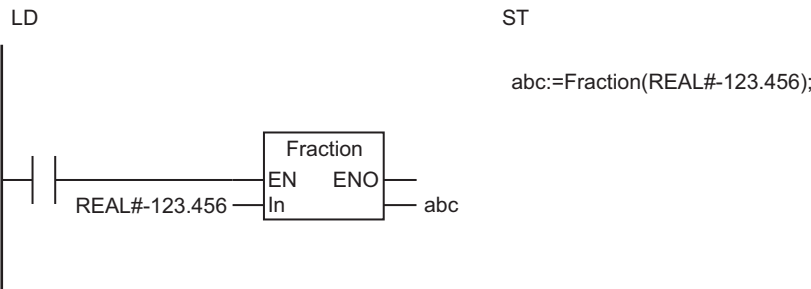 LD
ST
abc:=Fraction(REAL#-123.456);
Fraction
EN ENO
REAL#-123.456 In abc